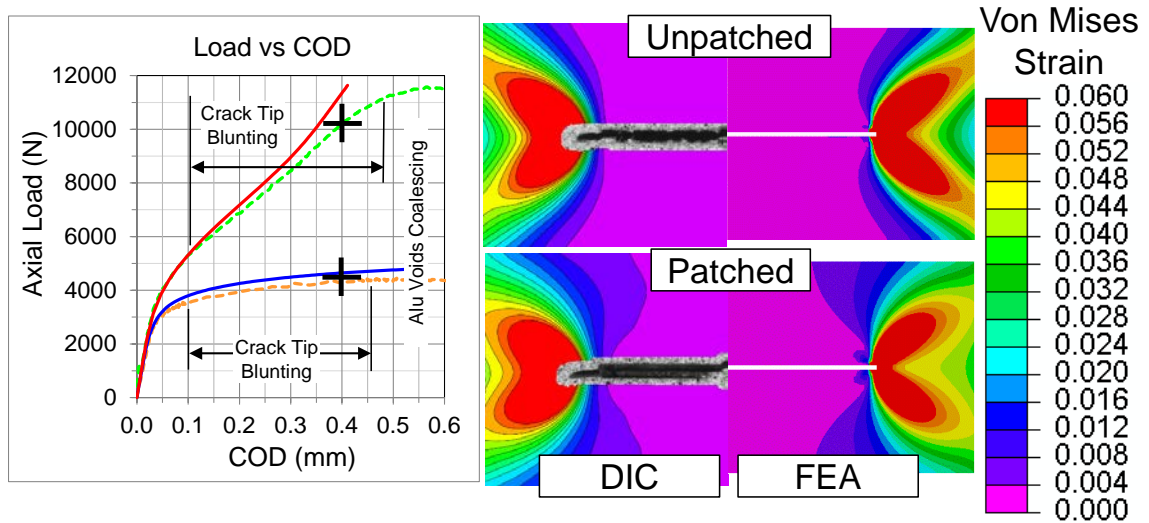 Load vs COD
12000
10000
8000
6000
4000
2000
0
Axial Load (N)
Crack Tip
Blunting
Crack Tip
Blunting
Alu Voids Coalescing
0.0 0.1 0.2 0.3 0.4 0.5 0.6
COD (mm)
Unpatched
Patched
DIC
FEA
Von Mises
Strain
0.060
0.056
0.052
0.048
0.044
0.040
0.036
0.032
0.028
0.024
0.020
0.016
0.012
0.008
0.004
0.000